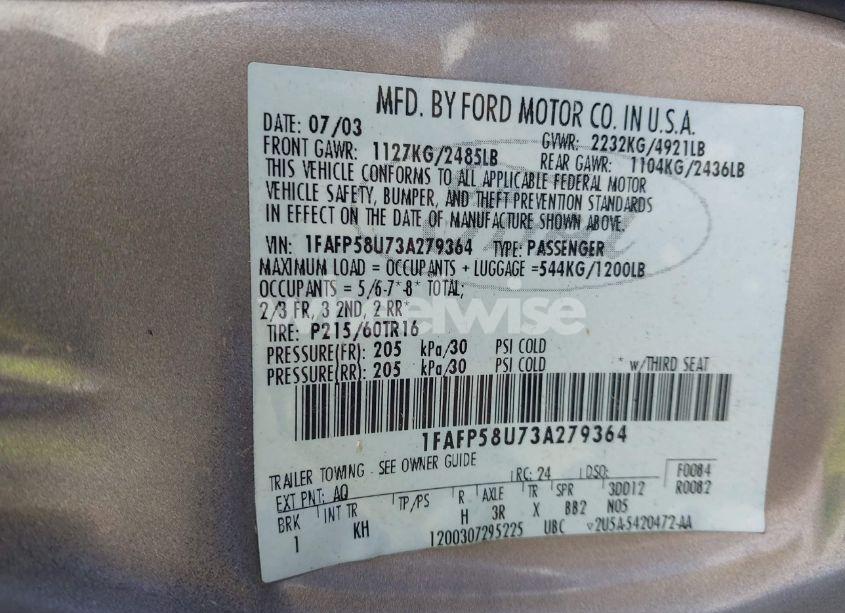 MFD. BY FORD MOTOR CO. IN U.S.A.
DATE: 07/03 GVWR: 2232KG/4921LB
FRONT GAWR: 1127KG/2485LB REAR GAWR: 1104KG/2436LB
THIS VEHICLE CONFORMS TO ALL APPLICABLE FEDERAL MOTOR
VEHICLE SAFETY, BUMPER, AND THEFT PREVENTION STANDARDS
IN EFFECT ON THE DATE OF MANUFACTURE SHOWN ABOVE.
VIN: 1FAFP58U73A279364 TYPE: PASSENGER
MAXIMUM LOAD = OCCUPANTS + LUGGAGE = 544KG/1200LB
OCCUPANTS = 5/6-7*-8* TOTAL;
2/3 FR, 3 2ND, 2 RR*
TIRE: P215/60TR16
PRESSURE(FR): 205 kPa/30 PSI COLD
PRESSURE(RR): 205 kPa/30 PSI COLD * w/THIRD SEAT
1FAFP58U73A279364
TRAILER TOWING - SEE OWNER GUIDE
EXT PNT: AQ RC: 24 DSO: F0084
BRK INT TR TP/PS R AXLE TR SPR 3DD12 R0082
1 KH H 3R X BB2 N05
1200307295225 UBC v2U5A-5420472-AA